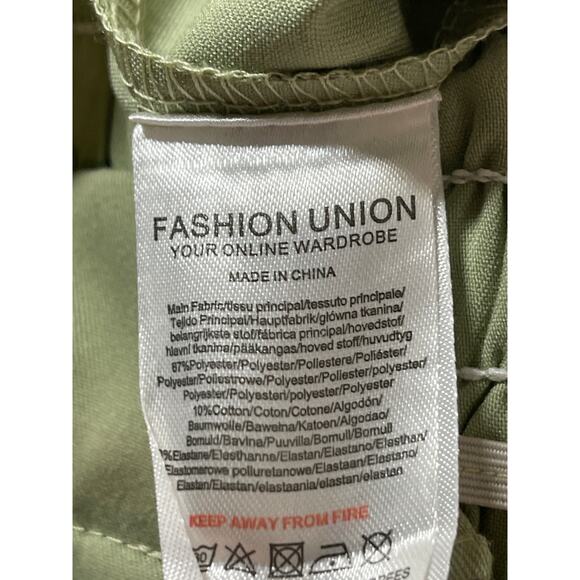 FASHION UNION
YOUR ONLINE WARDROBE
MADE IN CHINA
Main Fabric/tissu principal/tessuto principale/
Tejido Principal/Hauptfabrik/główna tkanina/
belangrijkste stof/fábrica principal/hovedstof/
hlavní tkanina/pääkangas/hoved stoff/huvudtyg
87%Polyester/Polyester/Poliestere/Poliéster/
Polyester/Poliestrowe/Polyester/Poliester/polyester/
Polyester/Polyesteri/polyester/Polyester
10%Cotton/Coton/Cotone/Algodón/
Baumwolle/Bawełna/Katoen/Algodao/
Bomuld/Bavlna/Puuvilla/Bomull/Bomull
%Elastane/Elasthanne/Elastan/Elastano/Elasthan/
Elastomerowe poliuretanowe/Elastaan/Elastano/
Elastan/Elastan/elastaania/elastan/elastan
KEEP AWAY FROM FIRE